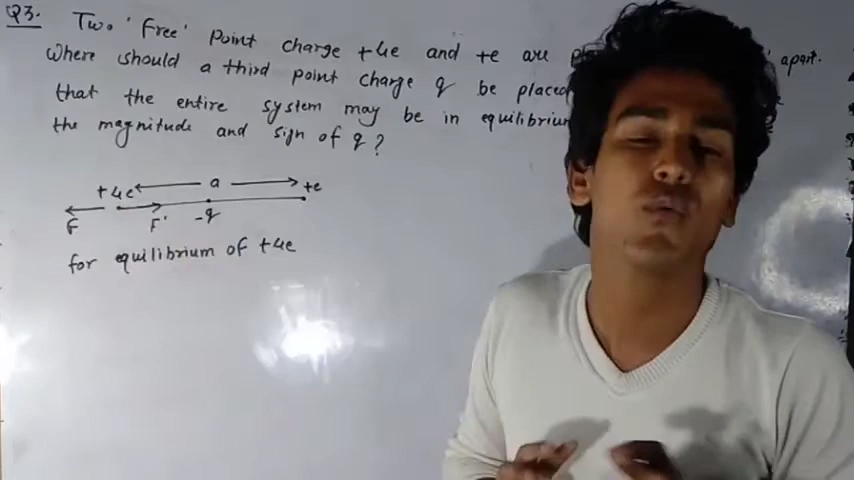 Q3. Two 'Free' Point charge +4e and +e are apart.
Where should a third point charge q be placed
that the entire system may be in equilibrium
the magnitude and sign of q?
a
+4e +e
F F' -q
for equilibrium of +4e